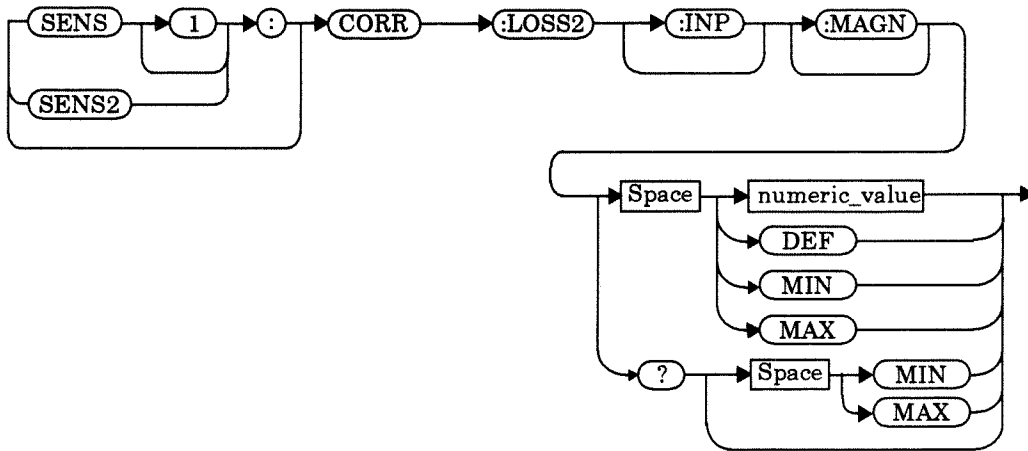 SENS 1 : CORR :LOSS2 :INP :MAGN
SENS2
Space numeric_value
DEF
MIN
MAX
? Space MIN
MAX